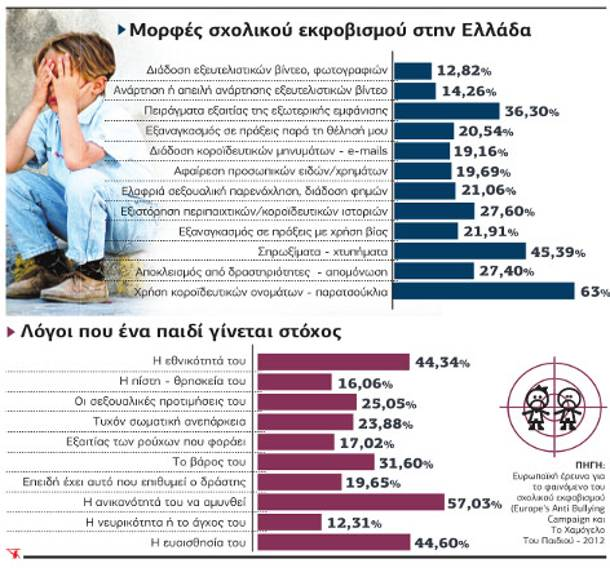 Μορφές σχολικού εκφοβισμού στην Ελλάδα
Διάδοση εξευτελιστικών βίντεο, φωτογραφιών 12,82%
Ανάρτηση ή απειλή ανάρτησης εξευτελιστικών βίντεο 14,26%
Πειράγματα εξαιτίας της εξωτερικής εμφάνισης 36,30%
Εξαναγκασμός σε πράξεις παρά τη θέλησή μου 20,54%
Διάδοση κοροϊδευτικών μηνυμάτων - e-mails 19,16%
Αφαίρεση προσωπικών ειδών/χρημάτων 19,69%
Ελαφριά σεξουαλική παρενόχληση, διάδοση φημών 21,06%
Εξιστόρηση περιπαιχτικών/κοροϊδευτικών ιστοριών 27,60%
Εξαναγκασμός σε πράξεις με χρήση βίας 21,91%
Σπρωξίματα - χτυπήματα 45,39%
Αποκλεισμός από δραστηριότητες - απομόνωση 27,40%
Χρήση κοροϊδευτικών ονομάτων - παρατσούκλια 63%
Λόγοι που ένα παιδί γίνεται στόχος
Η εθνικότητά του 44,34%
Η πίστη - θρησκεία του 16,06%
Οι σεξουαλικές προτιμήσεις του 25,05%
Τυχόν σωματική ανεπάρκεια 23,88%
Εξαιτίας των ρούχων που φοράει 17,02%
Το βάρος του 31,60%
Επειδή έχει αυτό που επιθυμεί ο δράστης 19,65%
Η ανικανότητά του να αμυνθεί 57,03%
Η νευρικότητα ή το άγχος του 12,31%
Η ευαισθησία του 44,60%
ΠΗΓΗ:
Ευρωπαϊκή έρευνα για
το φαινόμενο του
σχολικού εκφοβισμού
(Europe's Anti Bullying
Campaign και
Το Χαμόγελο
Του Παιδιού - 2012